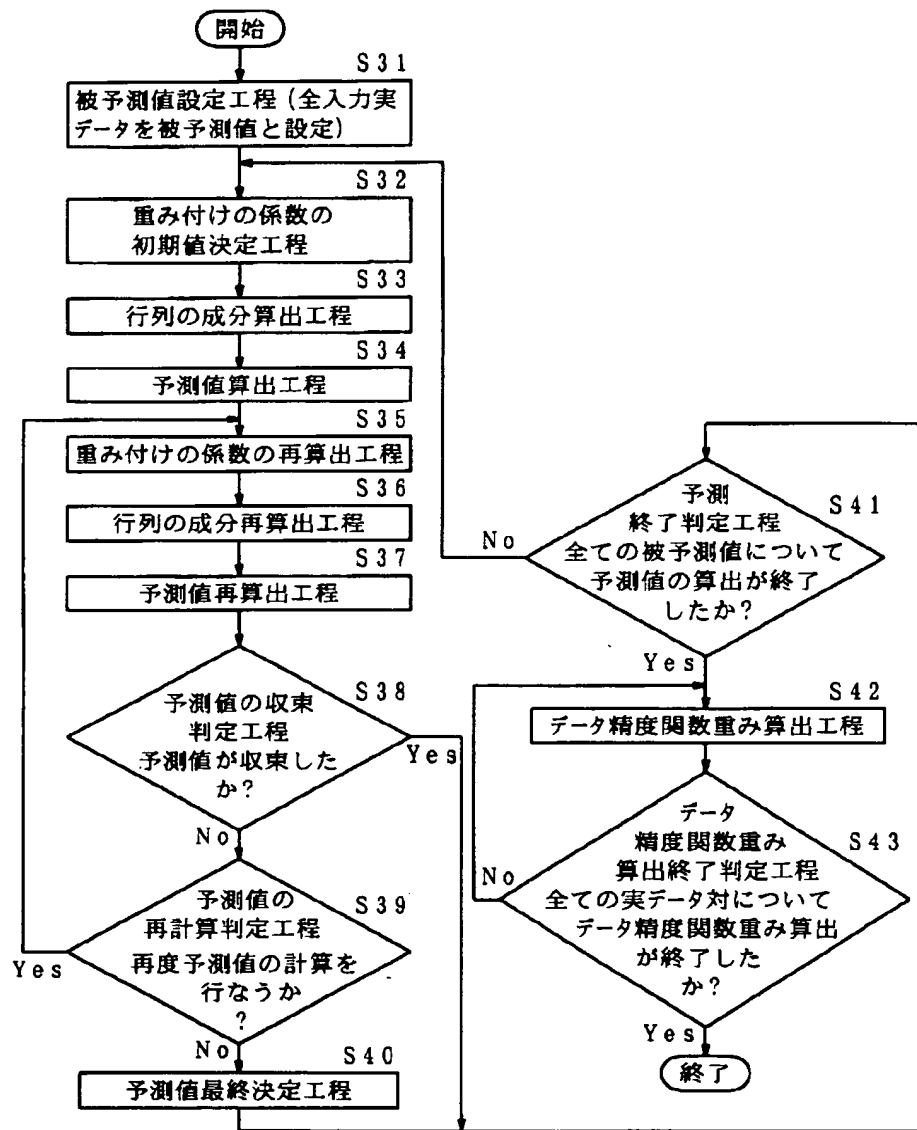 開始
S31
被予測値設定工程(全入力実
データを被予測値と設定)
S32
重み付けの係数の
初期値決定工程
S33
行列の成分算出工程
S34
予測値算出工程
S35
重み付けの係数の再算出工程
S36
行列の成分再算出工程
S37
予測値再算出工程
S38
予測値の収束
判定工程
予測値が収束した
か?
Yes
No
S39
予測値の
再計算判定工程
再度予測値の計算を
行なうか
?
Yes
No
S40
予測値最終決定工程
S41
予測
終了判定工程
全ての被予測値について
予測値の算出が終了
したか?
No
Yes
S42
データ精度関数重み算出工程
S43
データ
精度関数重み
算出終了判定工程
全ての実データ対について
データ精度関数重み算出
が終了した
か?
No
Yes
終了